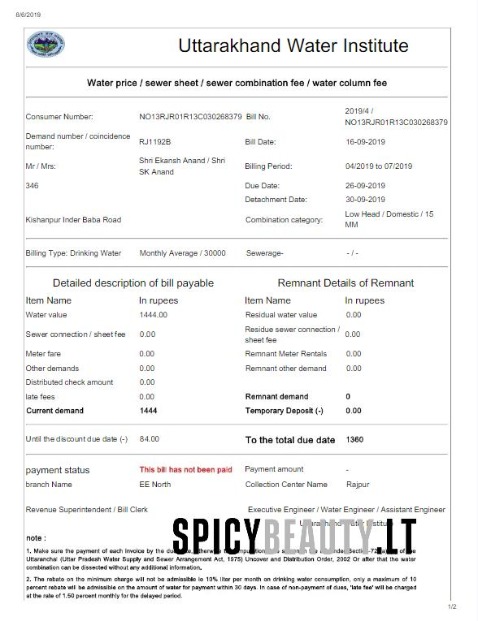 6/6/2019
Uttarakhand Water Institute
Water price / sewer sheet / sewer combination fee / water column fee
Consumer Number: NO13RJR01R13C030268379 Bill No. 2019/4 / NO13RJR01R13C030268379
Demand number / coincidence number: RJ1192B Bill Date: 16-09-2019
Mr / Mrs: Shri Ekansh Anand / Shri SK Anand Billing Period: 04/2019 to 07/2019
346 Due Date: 26-09-2019
Detachment Date: 30-09-2019
Kishanpur Inder Baba Road Combination category: Low Head / Domestic / 15 MM
Billing Type: Drinking Water Monthly Average / 30000 Sewerage- - / -
Detailed description of bill payable Remnant Details of Remnant
Item Name In rupees Item Name In rupees
Water value 1444.00 Residual water value 0.00
Sewer connection / sheet fee 0.00 Residue sewer connection / sheet fee 0.00
Meter fare 0.00 Remnant Meter Rentals 0.00
Other demands 0.00 Remnant other demand 0.00
Distributed check amount 0.00
late fees 0.00 Remnant demand 0
Current demand 1444 Temporary Deposit (-) 0.00
Until the discount due date (-) 84.00 To the total due date 1360
payment status This bill has not been paid Payment amount -
branch Name EE North Collection Center Name Rajpur
Revenue Superintendent / Bill Clerk Executive Engineer / Water Engineer / Assistant Engineer
Uttarakhand Water Institute
SPICYBEAUTY.LT
note :
1. Make sure the payment of each invoice by the due date, of the
Uttaranchal (Uttar Pradesh Water Supply and Sewer Arrangement Act, 1975) Uncover and Distribution Order, 2002 Or after that the water
combination can be dissolved without any additional information.
2. The rebate on the minimum charge will not be admissible is 10% liter per month on drinking water consumption, only a maximum of 10
percent rebate will be admissible on the amount of water for payment within 30 days. In case of non-payment of dues, 'late fee' will be charged
at the rate of 1.50 percent monthly for the delayed period.
1/2